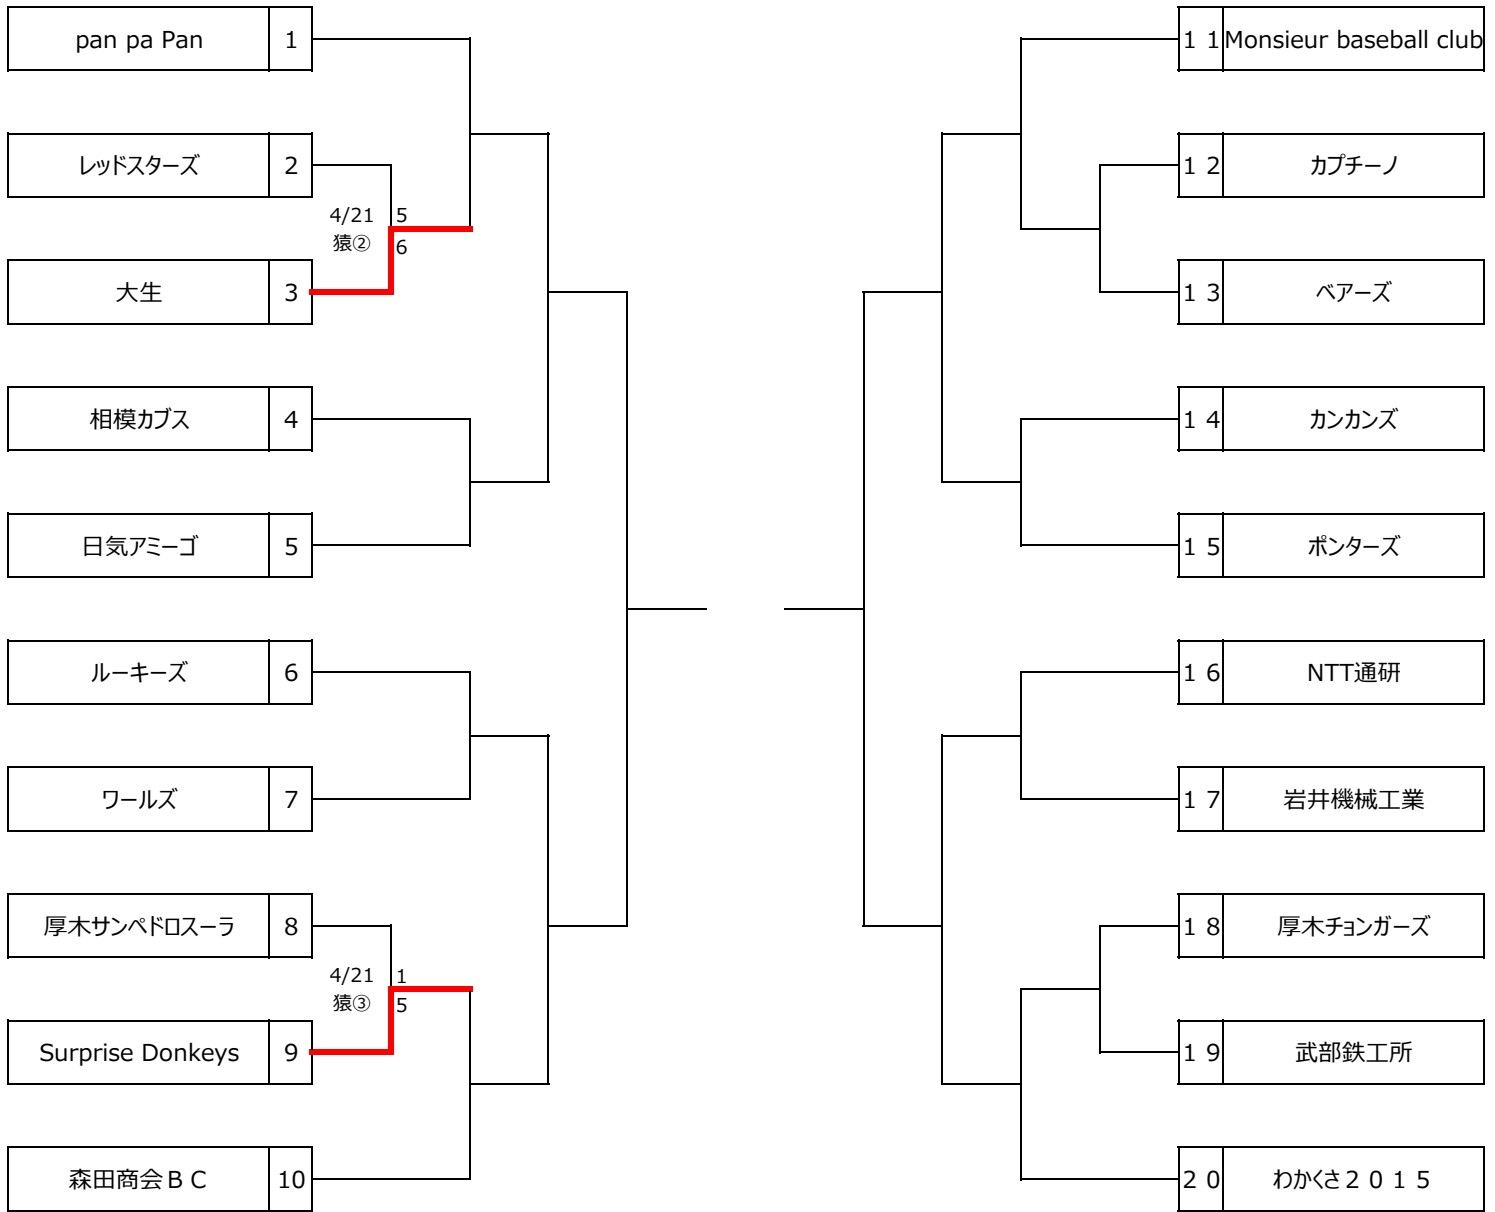 pan pa Pan 1
レッドスターズ 2
4/21 5
猿② 6
大生 3
相模カブス 4
日気アミーゴ 5
ルーキーズ 6
ワールズ 7
厚木サンペドロスーラ 8
4/21 1
猿③ 5
Surprise Donkeys 9
森田商会ＢＣ 10
１１ Monsieur baseball club
１２ カプチーノ
１３ ベアーズ
１４ カンカンズ
１５ ポンターズ
１６ NTT通研
１７ 岩井機械工業
１８ 厚木チョンガーズ
１９ 武部鉄工所
２０ わかくさ２０１５